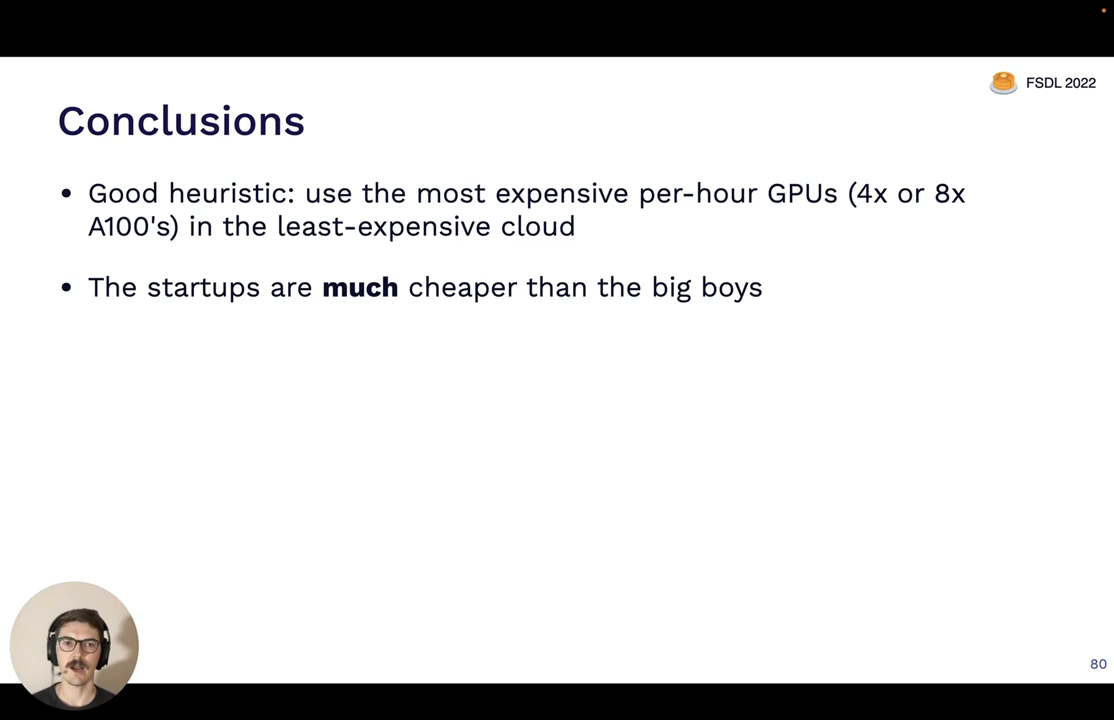 FSDL 2022
Conclusions
• Good heuristic: use the most expensive per-hour GPUs (4x or 8x
A100's) in the least-expensive cloud
• The startups are much cheaper than the big boys
80